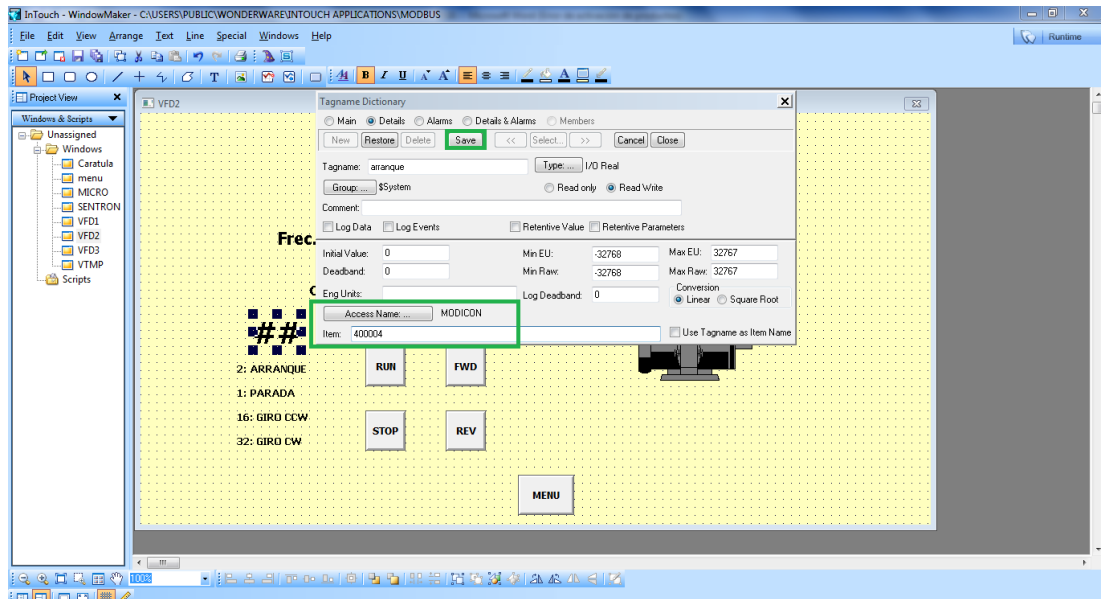 InTouch - WindowMaker - C:\USERS\PUBLIC\WONDERWARE\INTOUCH APPLICATIONS\MODBUS
File Edit View Arrange Text Line Special Windows Help
Runtime
Project View
Windows & Scripts
Unassigned
Windows
Caratula
menu
MICRO
SENTRON
VFD1
VFD2
VFD3
VTMP
Scripts
VFD2
Tagname Dictionary
Main Details Alarms Details & Alarms Members
New Restore Delete Save << Select... >> Cancel Close
Tagname: arranque Type: ... I/O Real
Group: ... $System Read only Read Write
Comment:
Log Data Log Events Retentive Value Retentive Parameters
Initial Value: 0 Min EU: -32768 Max EU: 32767
Deadband: 0 Min Raw: -32768 Max Raw: 32767
Eng Units: Log Deadband: 0 Conversion
Linear Square Root
Access Name: ... MODICON
Item: 400004 Use Tagname as Item Name
Frec.
##
2: ARRANQUE
1: PARADA
16: GIRO CCW
32: GIRO CW
RUN FWD
STOP REV
MENU
100%